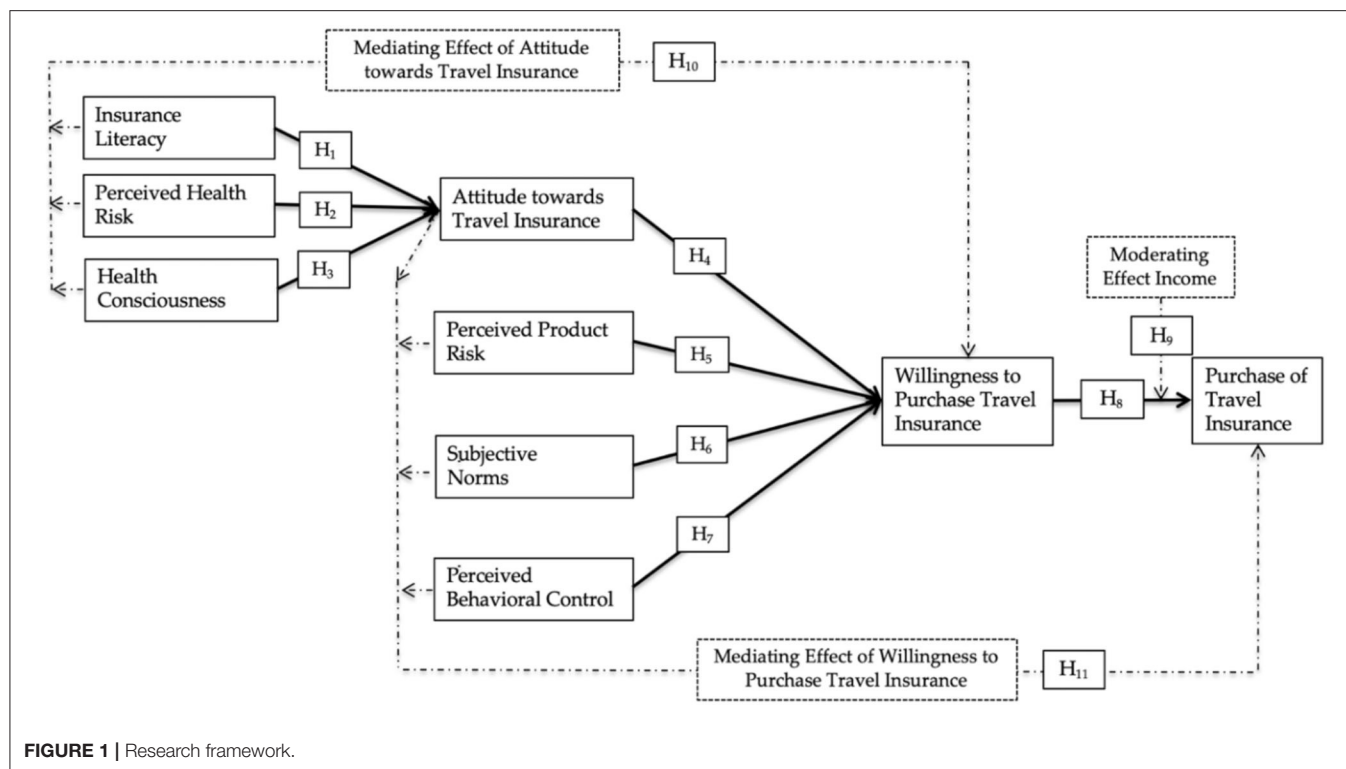 Mediating Effect of Attitude
towards Travel Insurance
H₁₀
Insurance
Literacy
H₁
Perceived Health
Risk
H₂
Health
Consciousness
H₃
Attitude towards
Travel Insurance
H₄
Perceived Product
Risk
H₅
Subjective
Norms
H₆
Perceived
Behavioral Control
H₇
Willingness to
Purchase Travel
Insurance
H₈
Moderating
Effect Income
H₉
Purchase of
Travel
Insurance
Mediating Effect of Willingness to
Purchase Travel Insurance
H₁₁
FIGURE 1 | Research framework.